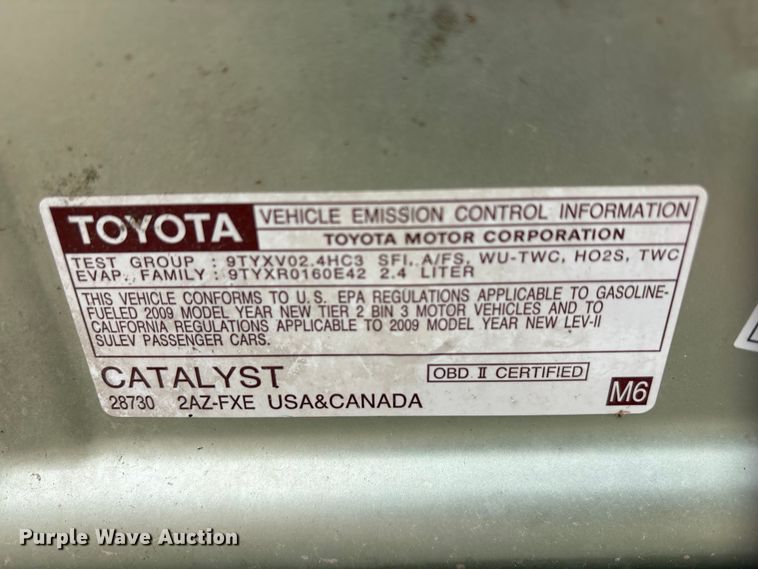 TOYOTA
VEHICLE EMISSION CONTROL INFORMATION
TOYOTA MOTOR CORPORATION
TEST GROUP : 9TYXV02.4HC3 SFI, A/FS, WU-TWC, HO2S, TWC
EVAP. FAMILY : 9TYXR0160E42 2.4 LITER
THIS VEHICLE CONFORMS TO U.S. EPA REGULATIONS APPLICABLE TO GASOLINE-
FUELED 2009 MODEL YEAR NEW TIER 2 BIN 3 MOTOR VEHICLES AND TO
CALIFORNIA REGULATIONS APPLICABLE TO 2009 MODEL YEAR NEW LEV-II
SULEV PASSENGER CARS.
CATALYST
OBD II CERTIFIED
28730 2AZ-FXE USA&CANADA
M6
Purple Wave Auction